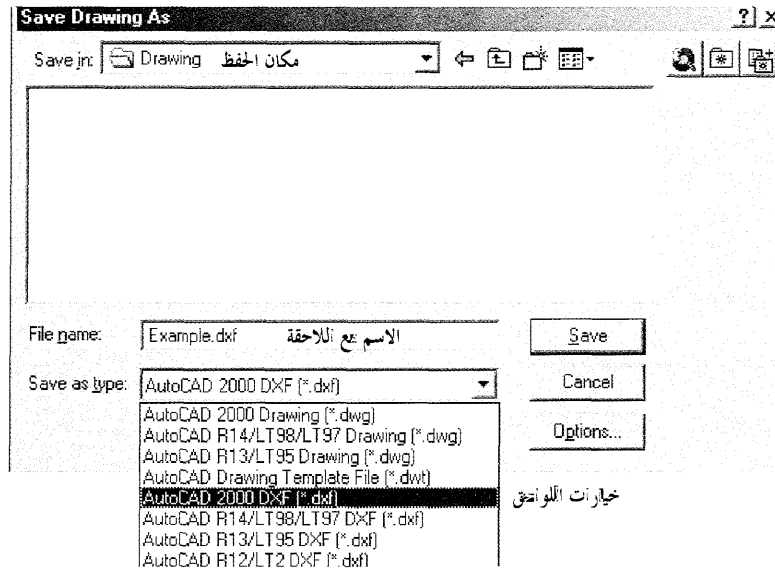 Save Drawing As
Save in: Drawing مكان الحفظ
File name: Example.dxf الاسم مع اللاحقة Save
Save as type: AutoCAD 2000 DXF (*.dxf) Cancel
AutoCAD 2000 Drawing (*.dwg)
AutoCAD R14/LT98/LT97 Drawing (*.dwg) Options...
AutoCAD R13/LT95 Drawing (*.dwg)
AutoCAD Drawing Template File (*.dwt)
AutoCAD 2000 DXF (*.dxf) خيارات اللواحق
AutoCAD R14/LT98/LT97 DXF (*.dxf)
AutoCAD R13/LT95 DXF (*.dxf)
AutoCAD R12/LT2 DXF (*.dxf)